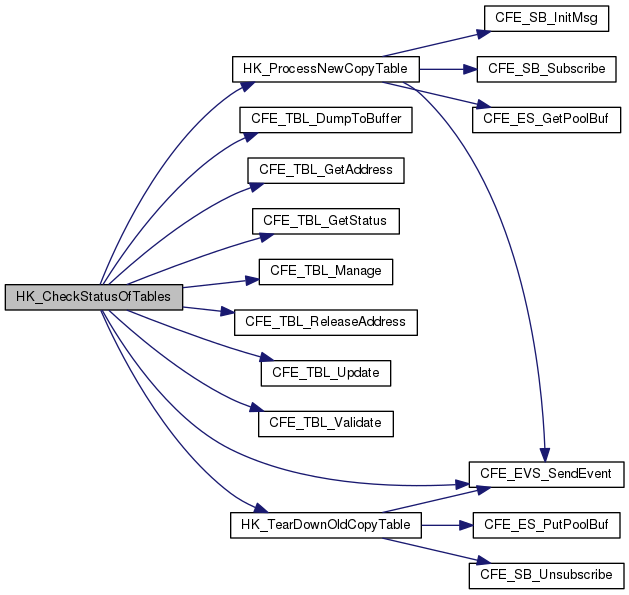 CFE_SB_InitMsg
HK_ProcessNewCopyTable
CFE_SB_Subscribe
CFE_ES_GetPoolBuf
CFE_TBL_DumpToBuffer
CFE_TBL_GetAddress
CFE_TBL_GetStatus
CFE_TBL_Manage
HK_CheckStatusOfTables
CFE_TBL_ReleaseAddress
CFE_TBL_Update
CFE_TBL_Validate
CFE_EVS_SendEvent
HK_TearDownOldCopyTable
CFE_ES_PutPoolBuf
CFE_SB_Unsubscribe